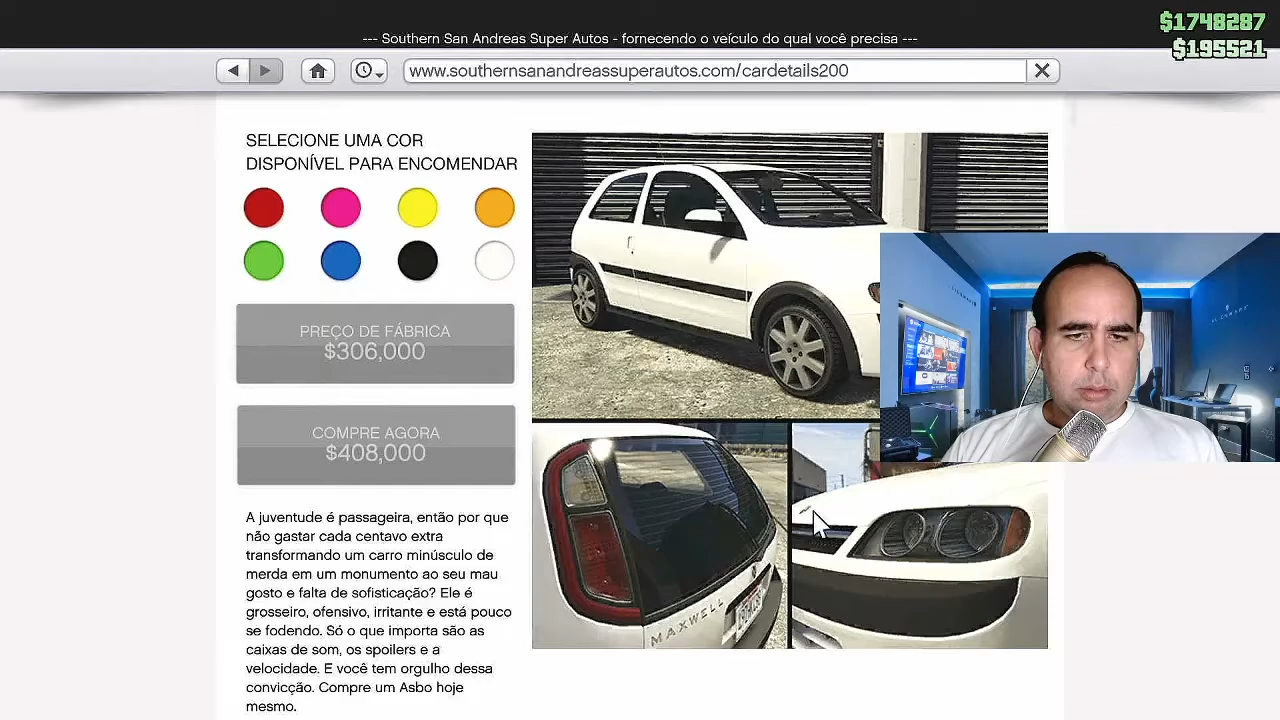 $1748287
$195521
--- Southern San Andreas Super Autos - fornecendo o veículo do qual você precisa ---
www.southernsanandreassuperautos.com/cardetails200
SELECIONE UMA COR
DISPONÍVEL PARA ENCOMENDAR
PREÇO DE FÁBRICA
$306,000
COMPRE AGORA
$408,000
A juventude é passageira, então por que
não gastar cada centavo extra
transformando um carro minúsculo de
merda em um monumento ao seu mau
gosto e falta de sofisticação? Ele é
grosseiro, ofensivo, irritante e está pouco
se fodendo. Só o que importa são as
caixas de som, os spoilers e a
velocidade. E você tem orgulho dessa
convicção. Compre um Asbo hoje
mesmo.
MAXWELL